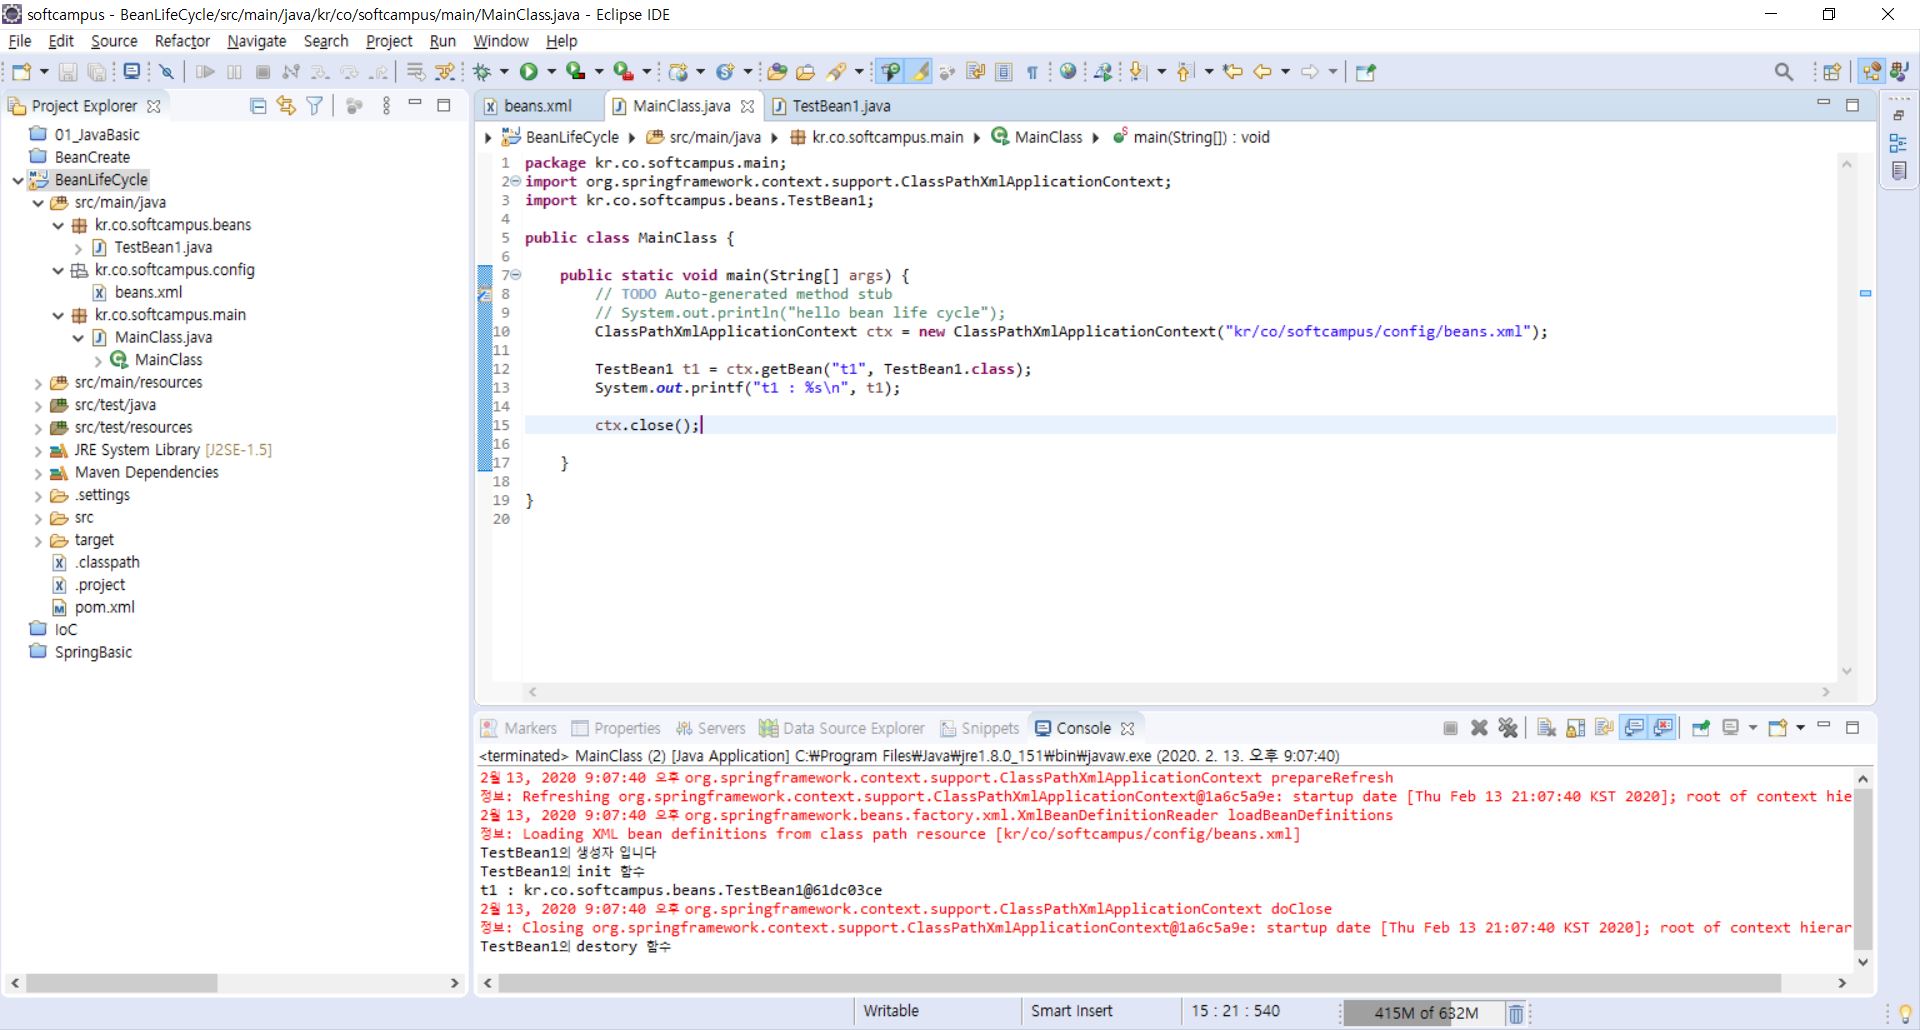 softcampus - BeanLifeCycle/src/main/java/kr/co/softcampus/main/MainClass.java - Eclipse IDE
File Edit Source Refactor Navigate Search Project Run Window Help
Project Explorer
01_JavaBasic
BeanCreate
BeanLifeCycle
src/main/java
kr.co.softcampus.beans
TestBean1.java
kr.co.softcampus.config
beans.xml
kr.co.softcampus.main
MainClass.java
MainClass
src/main/resources
src/test/java
src/test/resources
JRE System Library [J2SE-1.5]
Maven Dependencies
.settings
src
target
.classpath
.project
pom.xml
IoC
SpringBasic
beans.xml MainClass.java TestBean1.java
BeanLifeCycle src/main/java kr.co.softcampus.main MainClass main(String[]) : void
1 package kr.co.softcampus.main;
2 import org.springframework.context.support.ClassPathXmlApplicationContext;
3 import kr.co.softcampus.beans.TestBean1;
4
5 public class MainClass {
6
7 public static void main(String[] args) {
8 // TODO Auto-generated method stub
9 // System.out.println("hello bean life cycle");
10 ClassPathXmlApplicationContext ctx = new ClassPathXmlApplicationContext("kr/co/softcampus/config/beans.xml");
11
12 TestBean1 t1 = ctx.getBean("t1", TestBean1.class);
13 System.out.printf("t1 : %s\n", t1);
14
15 ctx.close();
16
17 }
18
19 }
20
Markers Properties Servers Data Source Explorer Snippets Console
<terminated> MainClass (2) [Java Application] C:₩Program Files₩Java₩jre1.8.0_151₩bin₩javaw.exe (2020. 2. 13. 오후 9:07:40)
2월 13, 2020 9:07:40 오후 org.springframework.context.support.ClassPathXmlApplicationContext prepareRefresh
정보: Refreshing org.springframework.context.support.ClassPathXmlApplicationContext@1a6c5a9e: startup date [Thu Feb 13 21:07:40 KST 2020]; root of context hie
2월 13, 2020 9:07:40 오후 org.springframework.beans.factory.xml.XmlBeanDefinitionReader loadBeanDefinitions
정보: Loading XML bean definitions from class path resource [kr/co/softcampus/config/beans.xml]
TestBean1의 생성자 입니다
TestBean1의 init 함수
t1 : kr.co.softcampus.beans.TestBean1@61dc03ce
2월 13, 2020 9:07:40 오후 org.springframework.context.support.ClassPathXmlApplicationContext doClose
정보: Closing org.springframework.context.support.ClassPathXmlApplicationContext@1a6c5a9e: startup date [Thu Feb 13 21:07:40 KST 2020]; root of context hierar
TestBean1의 destory 함수
Writable Smart Insert 15 : 21 : 540 415M of 632M